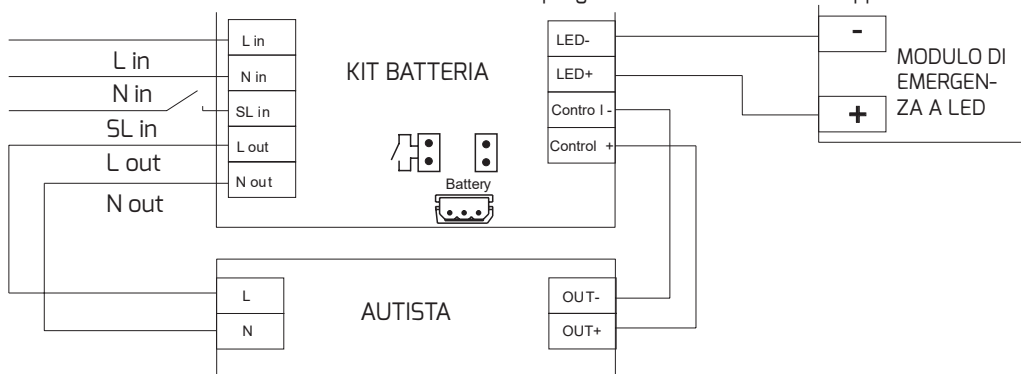 L in
N in
SL in
L out
N out
L in
N in
SL in
L out
N out
KIT BATTERIA
Battery
LED-
LED+
Contro l -
Control +
-
+
MODULO DI
EMERGEN-
ZA A LED
L
N
AUTISTA
OUT-
OUT+